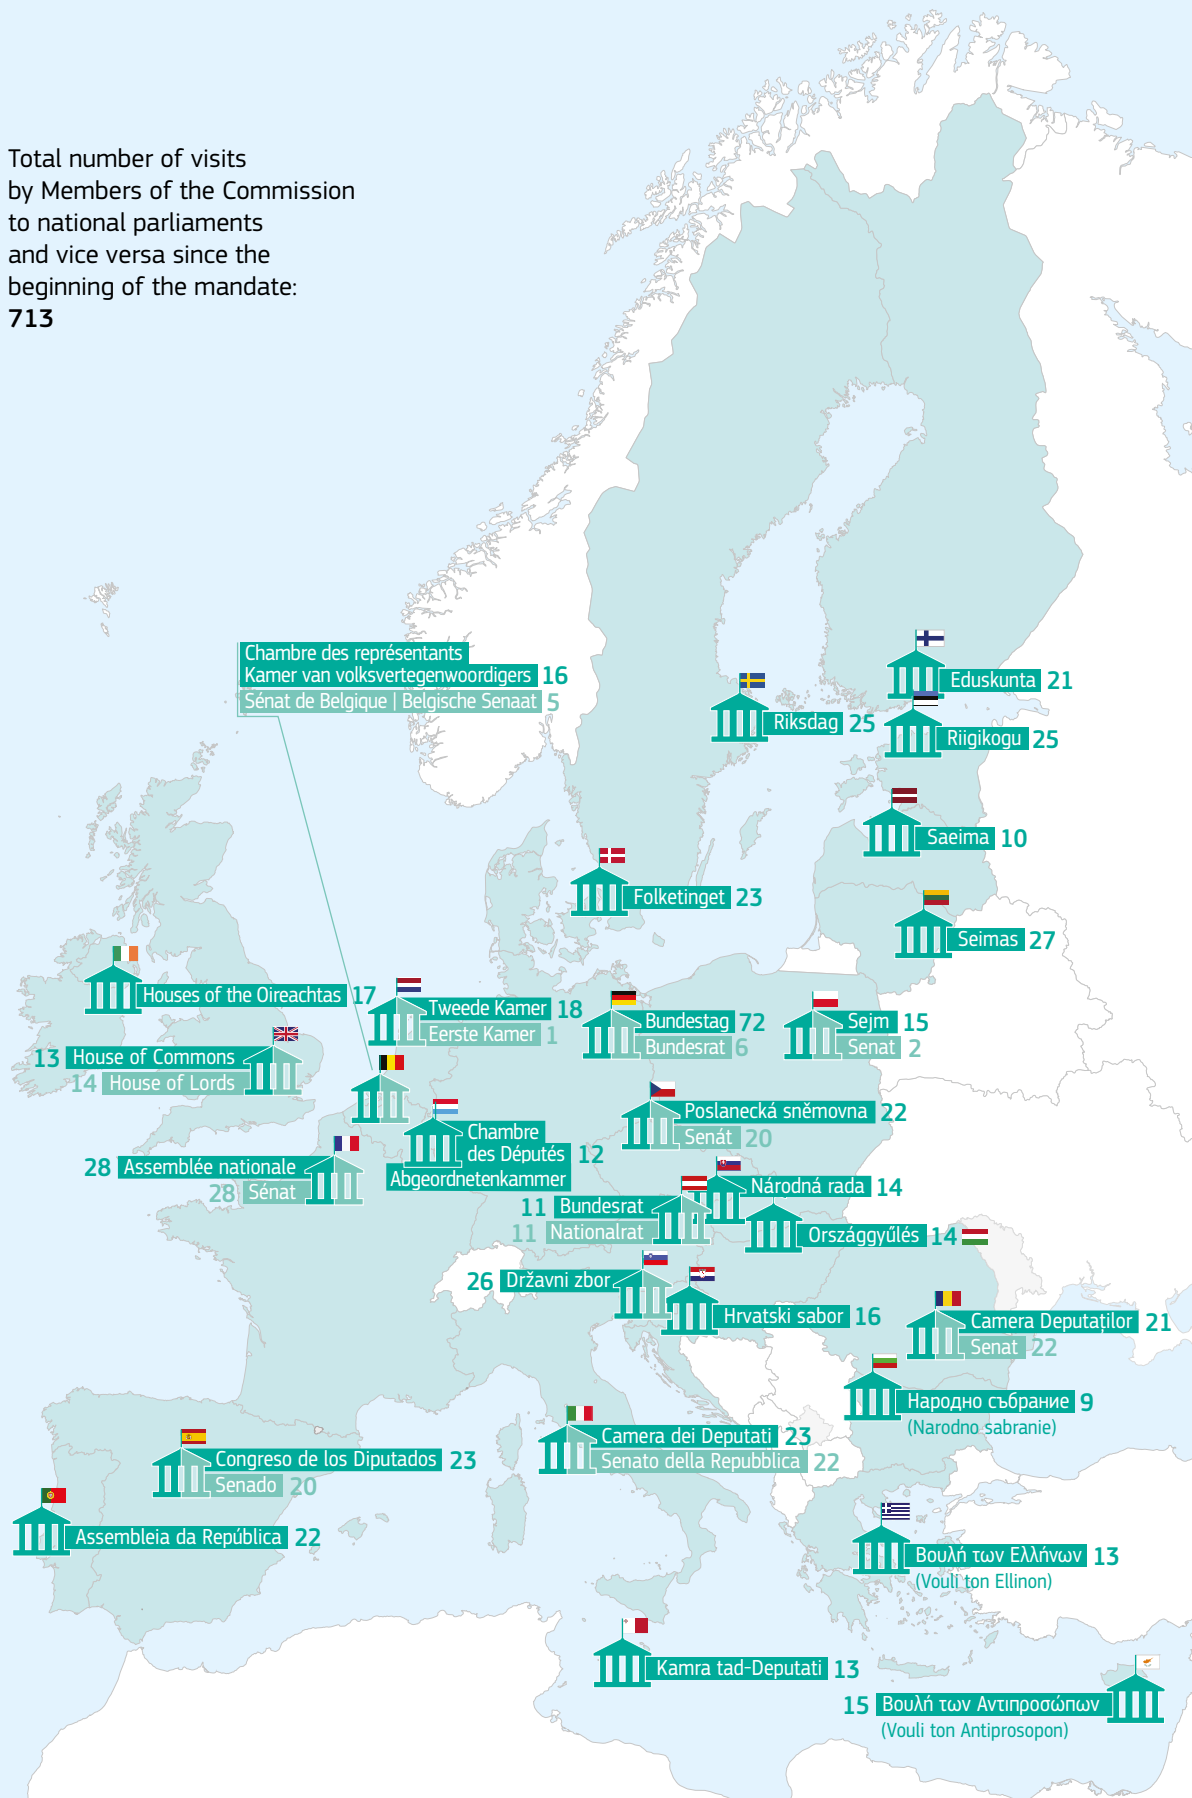 Total number of visits
by Members of the Commission
to national parliaments
and vice versa since the
beginning of the mandate:
713
Chambre des représentants
Kamer van volksvertegenwoordigers 16
Sénat de Belgique | Belgische Senaat 5
Eduskunta 21
Riksdag 25
Riigikogu 25
Saeima 10
Folketinget 23
Seimas 27
Houses of the Oireachtas 17
Tweede Kamer 18
Eerste Kamer 1
Bundestag 72
Bundesrat 6
Sejm 15
Senat 2
13 House of Commons
14 House of Lords
Poslanecká sněmovna 22
Senát 20
Chambre
des Députés 12
Abgeordnetenkammer
28 Assemblée nationale
28 Sénat
Národná rada 14
11 Bundesrat
11 Nationalrat
Országgyűlés 14
26 Državni zbor
Hrvatski sabor 16
Camera Deputaților 21
Senat 22
Народно събрание 9
(Narodno sabranie)
Camera dei Deputati 23
Senato della Repubblica 22
Congreso de los Diputados 23
Senado 20
Assembleia da República 22
Βουλή των Ελλήνων 13
(Vouli ton Ellinon)
Kamra tad-Deputati 13
15 Βουλή των Αντιπροσώπων
(Vouli ton Antiprosopon)